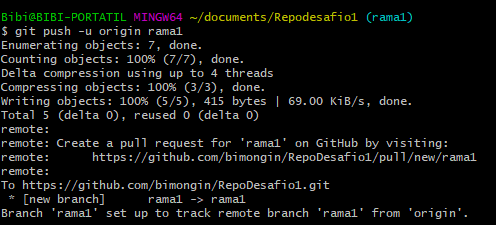 Bibi@BIBI-PORTATIL MINGW64 ~/documents/Repodesafio1 (rama1)
$ git push -u origin rama1
Enumerating objects: 7, done.
Counting objects: 100% (7/7), done.
Delta compression using up to 4 threads
Compressing objects: 100% (3/3), done.
Writing objects: 100% (5/5), 415 bytes | 69.00 KiB/s, done.
Total 5 (delta 0), reused 0 (delta 0)
remote:
remote: Create a pull request for 'rama1' on GitHub by visiting:
remote:      https://github.com/bimongin/RepoDesafio1/pull/new/rama1
remote:
To https://github.com/bimongin/RepoDesafio1.git
 * [new branch]      rama1 -> rama1
Branch 'rama1' set up to track remote branch 'rama1' from 'origin'.